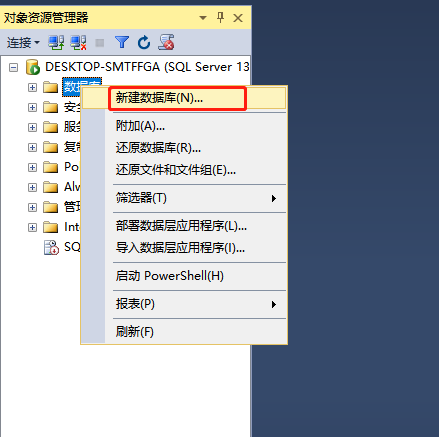 对象资源管理器
连接
DESKTOP-SMTFFGA (SQL Server 13
数据库
安全
服务
复制
Po
Alw
管理
Inte
SQ
新建数据库(N)...
附加(A)...
还原数据库(R)...
还原文件和文件组(E)...
筛选器(T)
部署数据层应用程序(L)...
导入数据层应用程序(I)...
启动 PowerShell(H)
报表(P)
刷新(F)